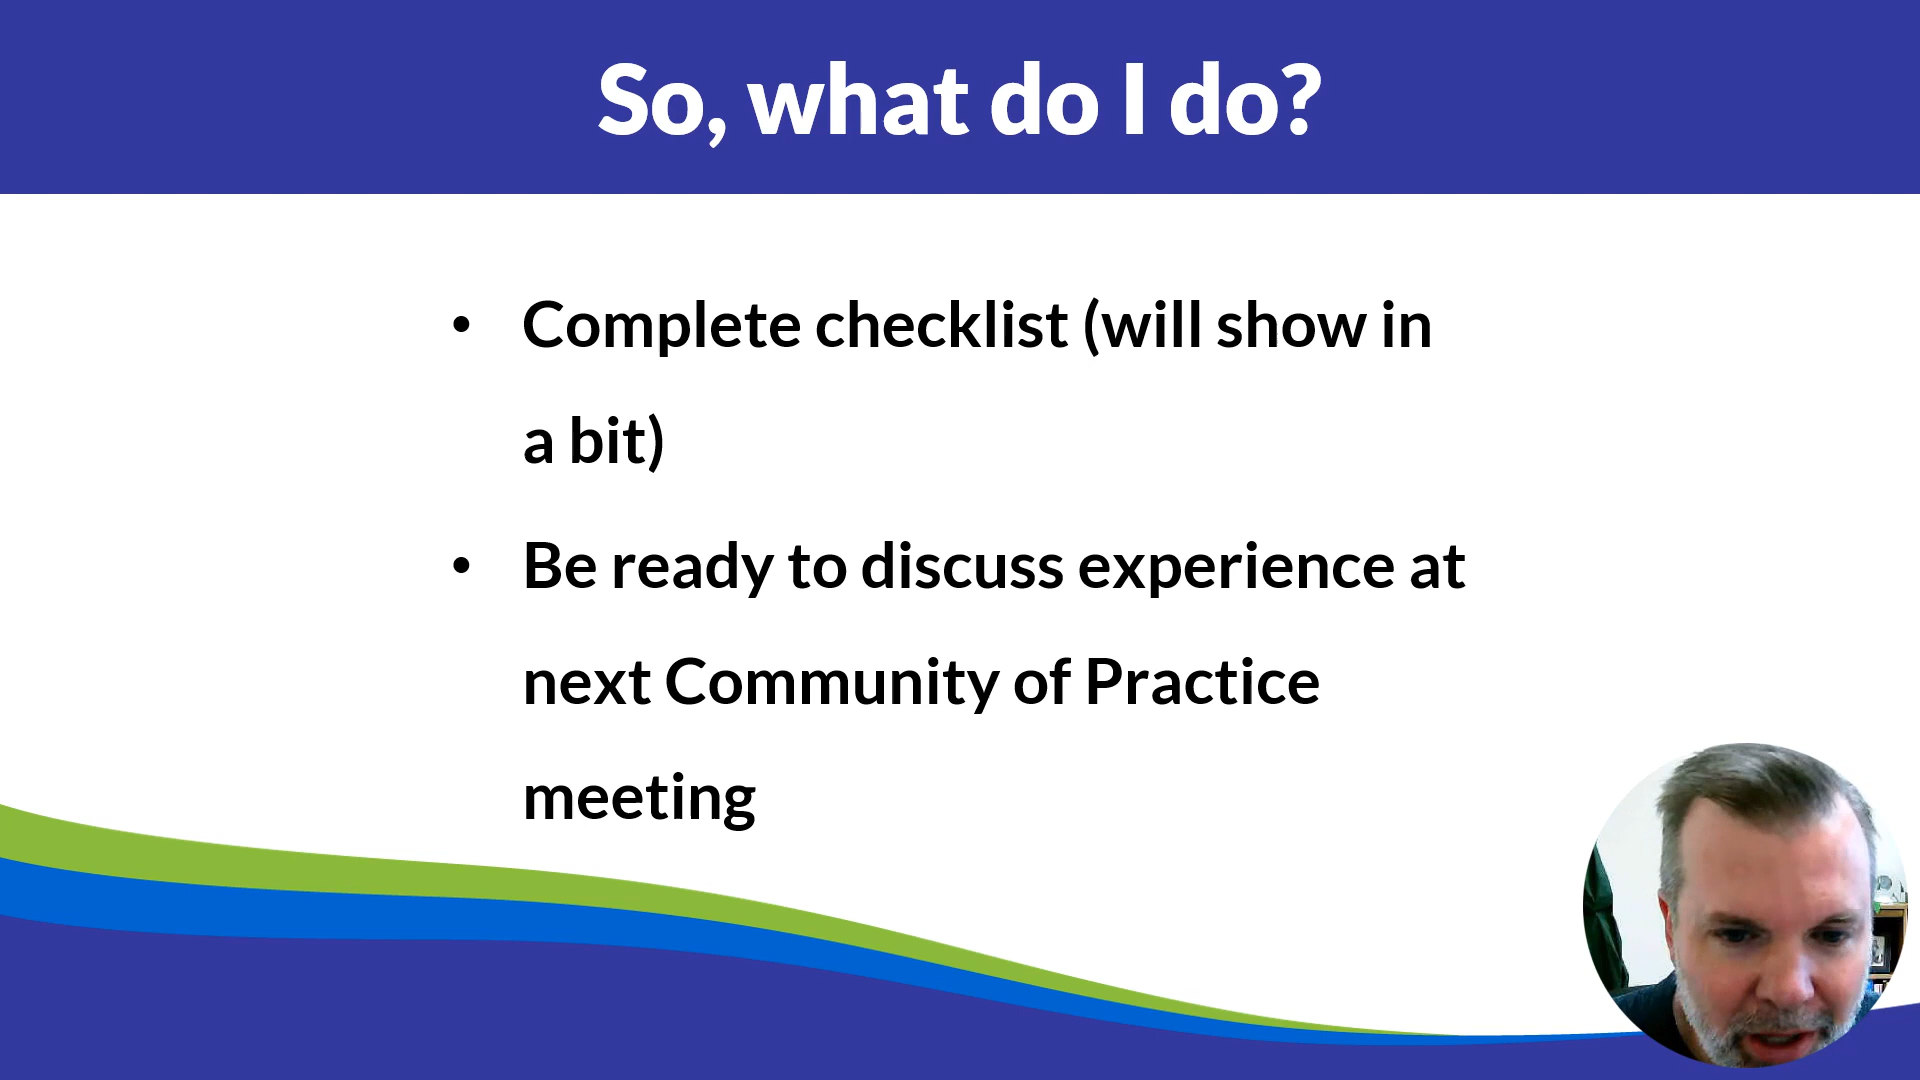 So, what do I do?
• Complete checklist (will show in
a bit)
• Be ready to discuss experience at
next Community of Practice
meeting